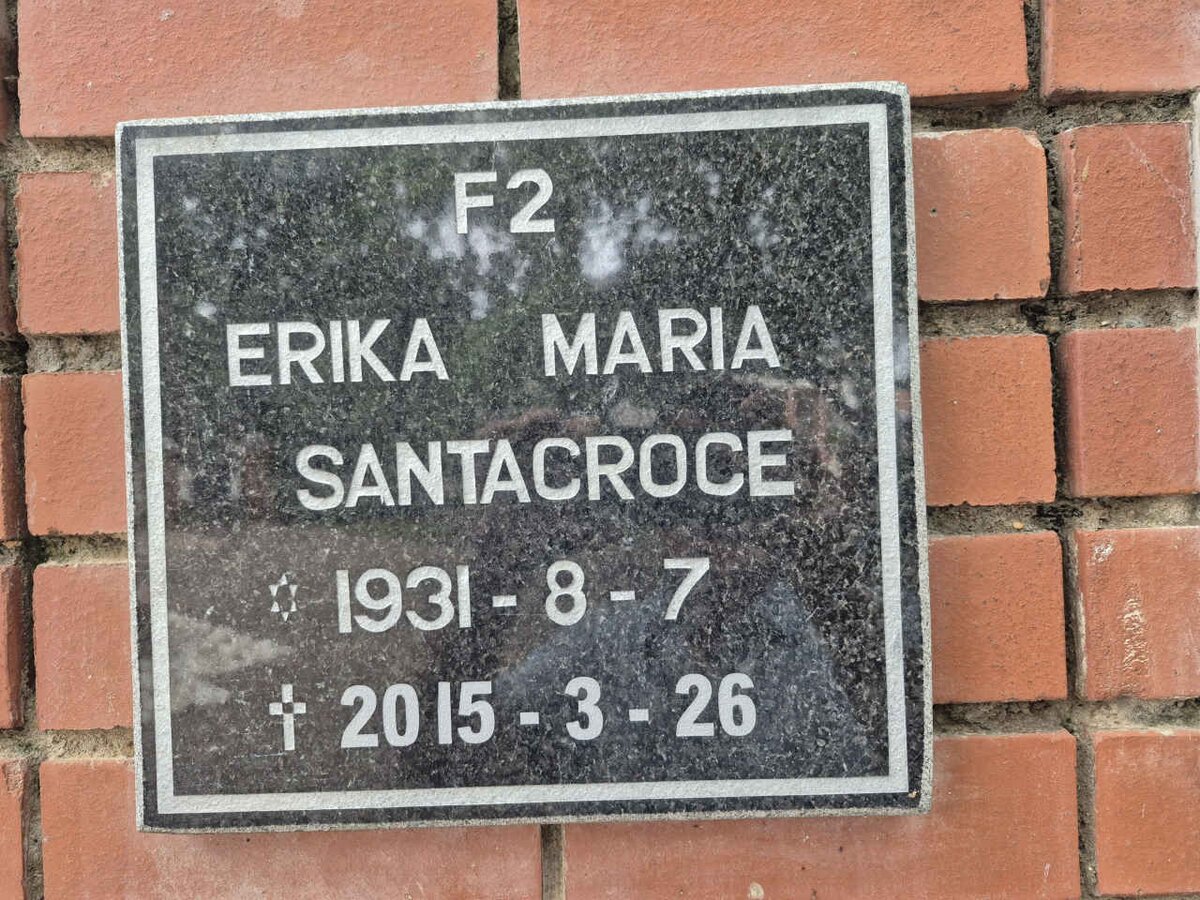 F2
ERIKA MARIA
SANTACROCE
✡ 1931 - 8 - 7
✝ 2015 - 3 - 26